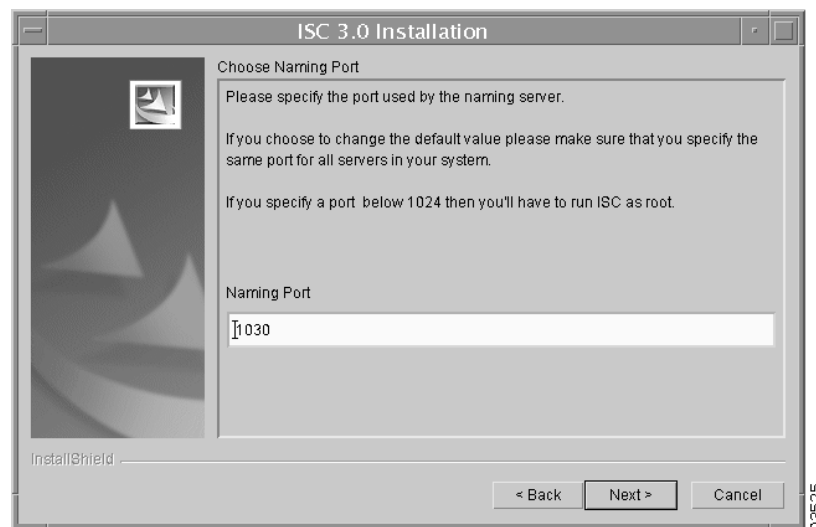 ISC 3.0 Installation
Choose Naming Port
Please specify the port used by the naming server.
If you choose to change the default value please make sure that you specify the
same port for all servers in your system.
If you specify a port below 1024 then you'll have to run ISC as root.
Naming Port
1030
InstallShield
< Back
Next >
Cancel